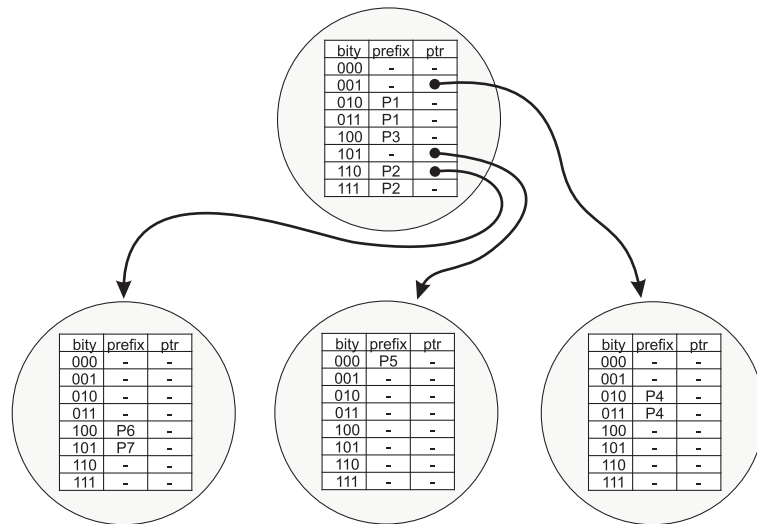 bity prefix ptr
000 - -
001 -
010 P1 -
011 P1 -
100 P3 -
101 -
110 P2
111 P2 -
bity prefix ptr
000 - -
001 - -
010 - -
011 - -
100 P6 -
101 P7 -
110 - -
111 - -
bity prefix ptr
000 P5 -
001 - -
010 - -
011 - -
100 - -
101 - -
110 - -
111 - -
bity prefix ptr
000 - -
001 - -
010 P4 -
011 P4 -
100 - -
101 - -
110 - -
111 - -